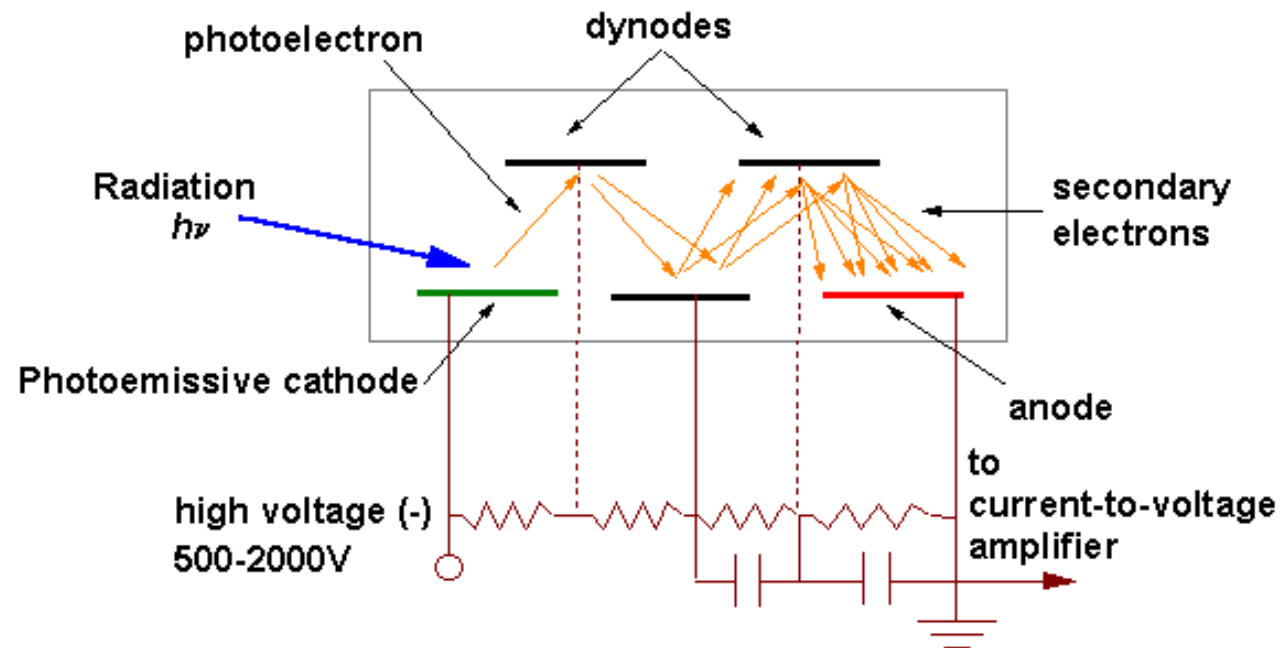 photoelectron
dynodes
Radiation
hν
secondary
electrons
Photoemissive cathode
anode
high voltage (-)
500-2000V
to
current-to-voltage
amplifier